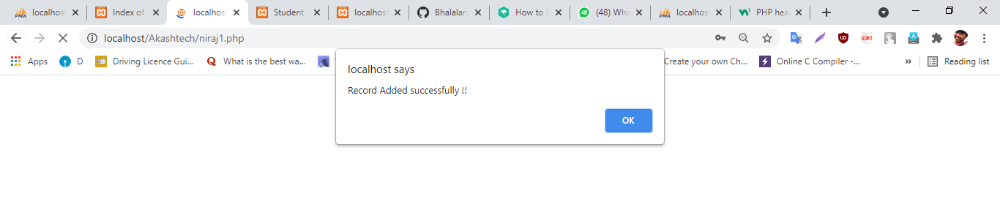 localhost Index of localhost Student localhost Bhalalar How to (48) Wha localhost PHP hea
localhost/Akashtech/niraj1.php
Apps D Driving Licence Gui... What is the best wa... Create your own Ch... Online C Compiler -... » Reading list
localhost says
Record Added successfully !!
OK